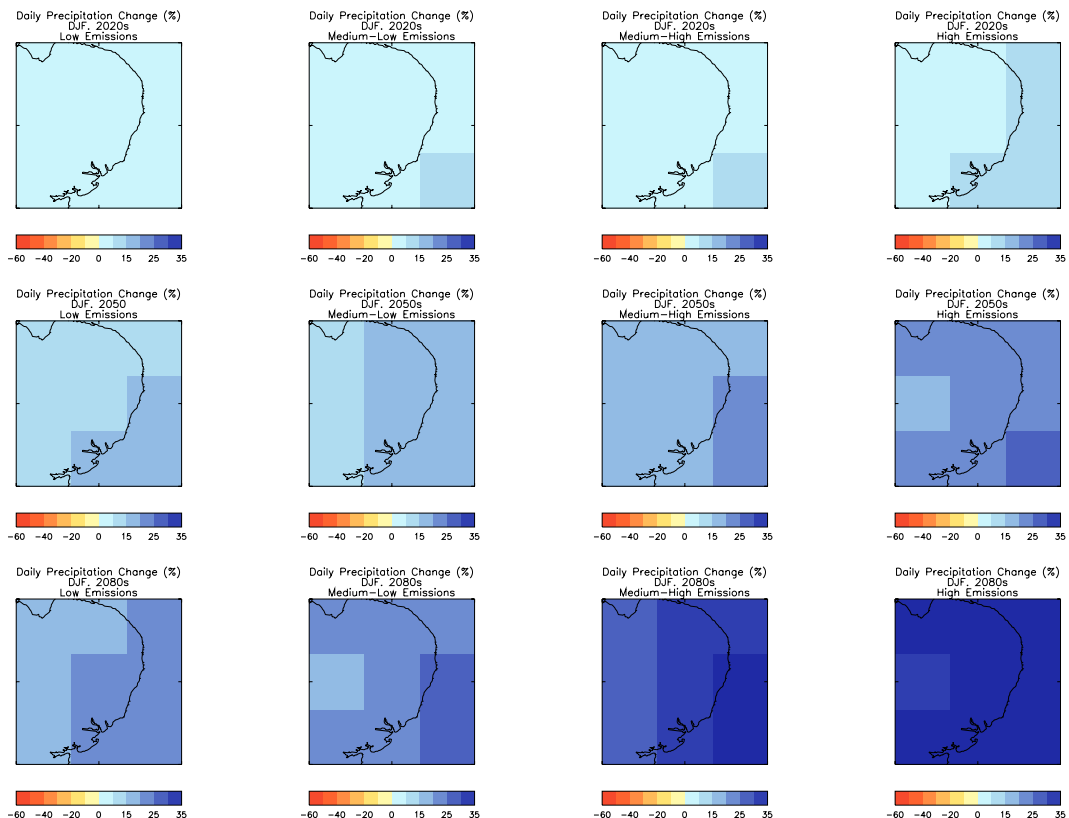 Daily Precipitation Change (%)
DJF. 2020s
Low Emissions
-60 -40 -20 0 15 25 35
Daily Precipitation Change (%)
DJF. 2020s
Medium-Low Emissions
-60 -40 -20 0 15 25 35
Daily Precipitation Change (%)
DJF. 2020s
Medium-High Emissions
-60 -40 -20 0 15 25 35
Daily Precipitation Change (%)
DJF. 2020s
High Emissions
-60 -40 -20 0 15 25 35
Daily Precipitation Change (%)
DJF. 2050
Low Emissions
-60 -40 -20 0 15 25 35
Daily Precipitation Change (%)
DJF. 2050s
Medium-Low Emissions
-60 -40 -20 0 15 25 35
Daily Precipitation Change (%)
DJF. 2050s
Medium-High Emissions
-60 -40 -20 0 15 25 35
Daily Precipitation Change (%)
DJF. 2050s
High Emissions
-60 -40 -20 0 15 25 35
Daily Precipitation Change (%)
DJF. 2080s
Low Emissions
-60 -40 -20 0 15 25 35
Daily Precipitation Change (%)
DJF. 2080s
Medium-Low Emissions
-60 -40 -20 0 15 25 35
Daily Precipitation Change (%)
DJF. 2080s
Medium-High Emissions
-60 -40 -20 0 15 25 35
Daily Precipitation Change (%)
DJF. 2080s
High Emissions
-60 -40 -20 0 15 25 35